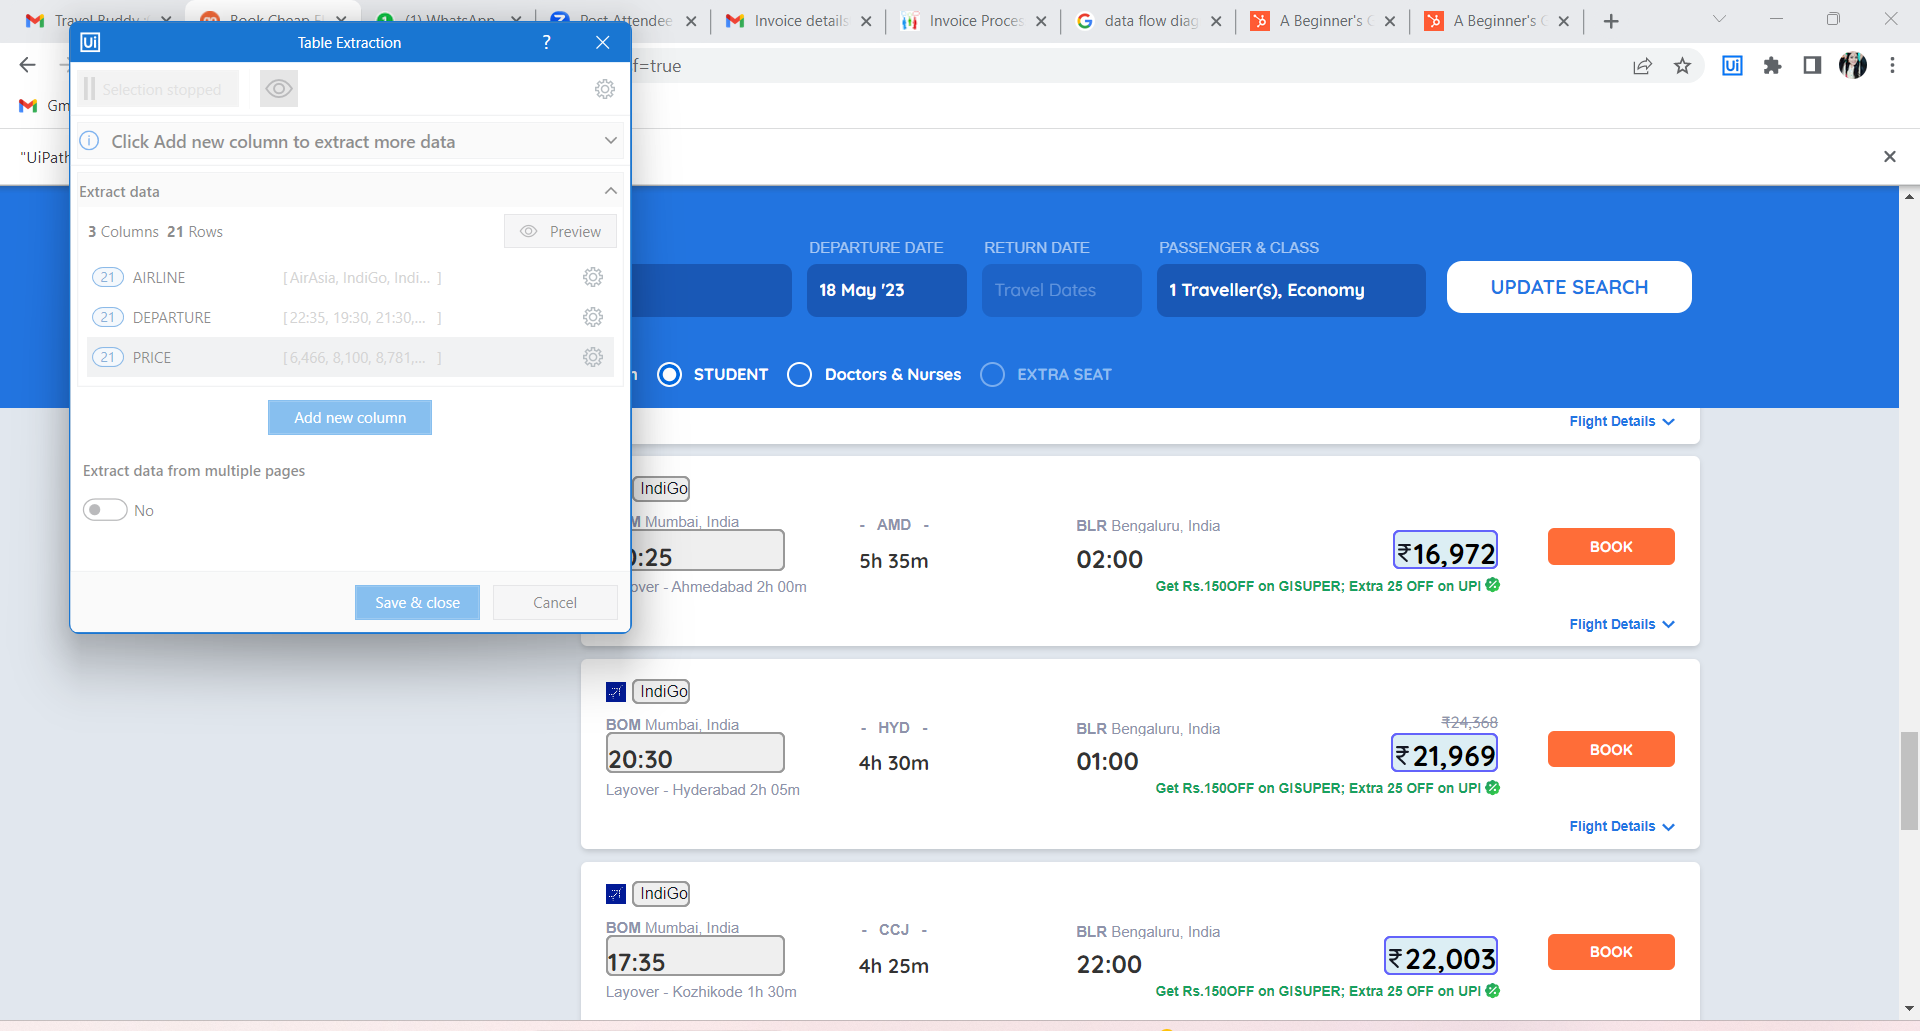 Travel Buddy
Book Cheap Fl
(1) WhatsApp
Post Attendee
Invoice details
Invoice Proces
data flow diag
A Beginner's G
A Beginner's G
Ui
Table Extraction
?
f=true
Ui
Selection stopped
Gm
Click Add new column to extract more data
"UiPath
Extract data
3 Columns 21 Rows
Preview
21 AIRLINE [ AirAsia, IndiGo, Indi... ]
21 DEPARTURE [ 22:35, 19:30, 21:30,... ]
21 PRICE [ 6,466, 8,100, 8,781,... ]
Add new column
Extract data from multiple pages
No
Save & close
Cancel
DEPARTURE DATE
RETURN DATE
PASSENGER & CLASS
18 May '23
Travel Dates
1 Traveller(s), Economy
UPDATE SEARCH
n
STUDENT
Doctors & Nurses
EXTRA SEAT
Flight Details
IndiGo
M Mumbai, India
- AMD -
BLR Bengaluru, India
:25
5h 35m
02:00
₹16,972
BOOK
over - Ahmedabad 2h 00m
Get Rs.150OFF on GISUPER; Extra 25 OFF on UPI
Flight Details
IndiGo
BOM Mumbai, India
- HYD -
BLR Bengaluru, India
₹24,368
20:30
4h 30m
01:00
₹21,969
BOOK
Layover - Hyderabad 2h 05m
Get Rs.150OFF on GISUPER; Extra 25 OFF on UPI
Flight Details
IndiGo
BOM Mumbai, India
- CCJ -
BLR Bengaluru, India
17:35
4h 25m
22:00
₹22,003
BOOK
Layover - Kozhikode 1h 30m
Get Rs.150OFF on GISUPER; Extra 25 OFF on UPI